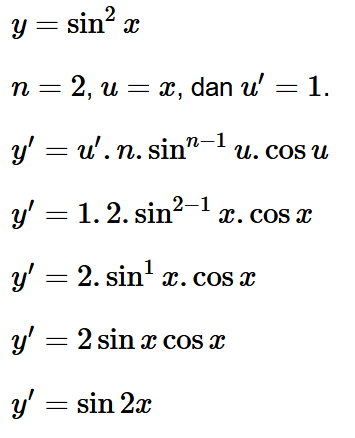 y = sin² x
n = 2, u = x, dan u′ = 1.
y′ = u′. n. sinⁿ⁻¹ u. cos u
y′ = 1. 2. sin²⁻¹ x. cos x
y′ = 2. sin¹ x. cos x
y′ = 2 sin x cos x
y′ = sin 2x